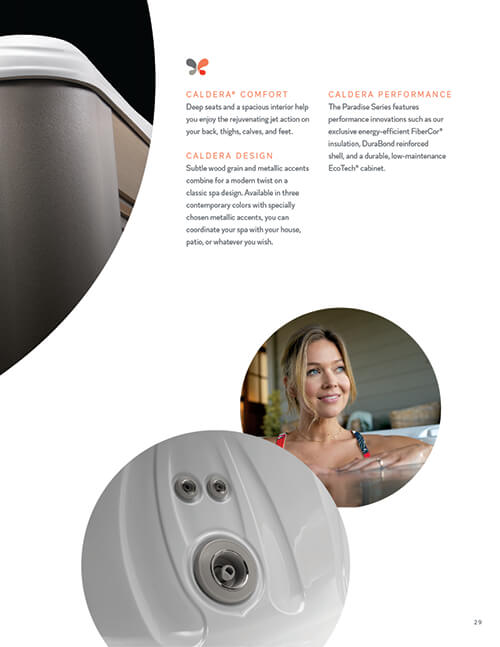 CALDERA® COMFORT
Deep seats and a spacious interior help
you enjoy the rejuvenating jet action on
your back, thighs, calves, and feet.
CALDERA DESIGN
Subtle wood grain and metallic accents
combine for a modern twist on a
classic spa design. Available in three
contemporary colors with specially
chosen metallic accents, you can
coordinate your spa with your house,
patio, or whatever you wish.
CALDERA PERFORMANCE
The Paradise Series features
performance innovations such as our
exclusive energy-efficient FiberCor®
insulation, DuraBond reinforced
shell, and a durable, low-maintenance
EcoTech® cabinet.
29